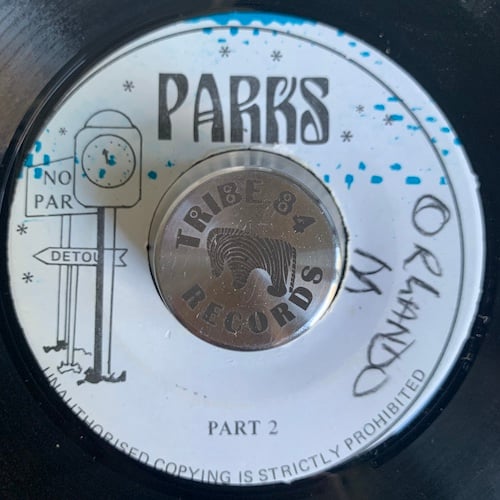 PARKS
NO
PAR
DETOU
TRIBE 84
RECORDS
ORLANDO
M
PART 2
UNAUTHORISED COPYING IS STRICTLY PROHIBITED